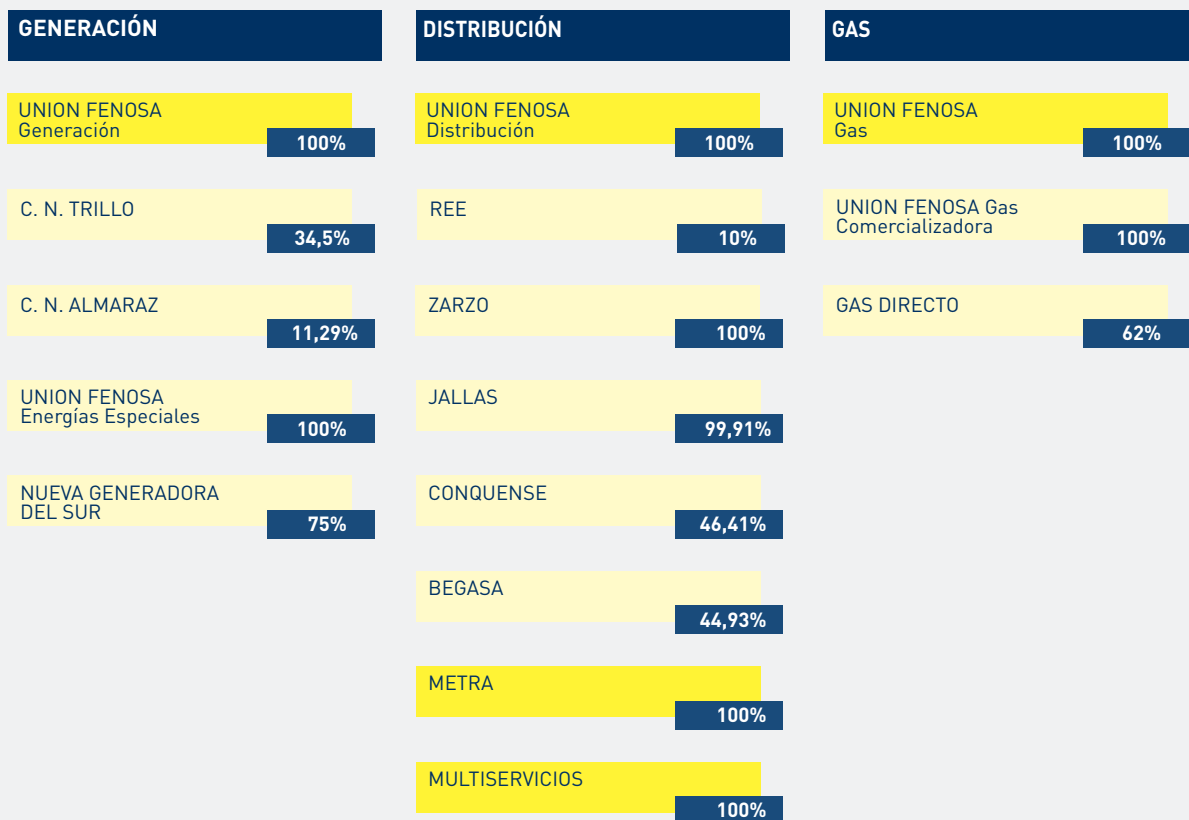 GENERACIÓN
UNION FENOSA
Generación
100%
C. N. TRILLO
34,5%
C. N. ALMARAZ
11,29%
UNION FENOSA
Energías Especiales
100%
NUEVA GENERADORA
DEL SUR
75%
DISTRIBUCIÓN
UNION FENOSA
Distribución
100%
REE
10%
ZARZO
100%
JALLAS
99,91%
CONQUENSE
46,41%
BEGASA
44,93%
METRA
100%
MULTISERVICIOS
100%
GAS
UNION FENOSA
Gas
100%
UNION FENOSA Gas
Comercializadora
100%
GAS DIRECTO
62%